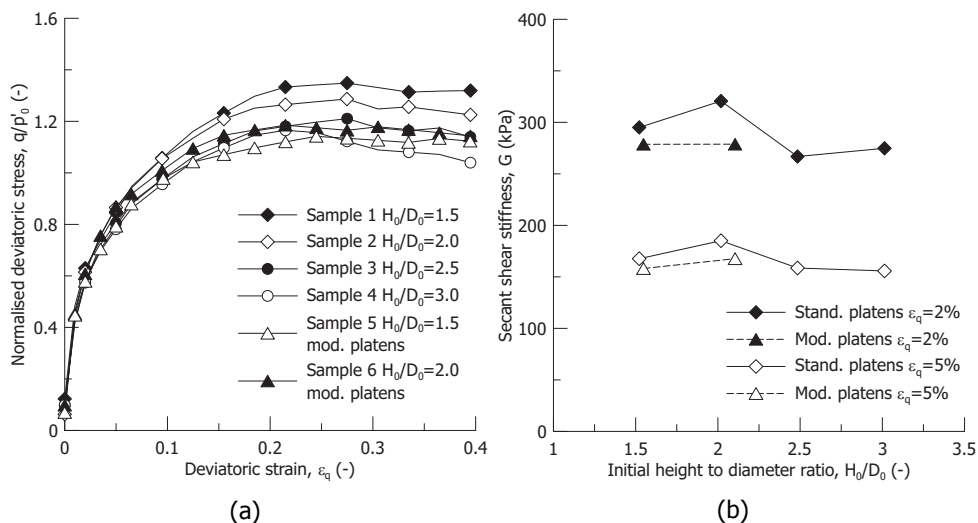 1.6
1.2
0.8
0.4
0
Normalised deviatoric stress, q/p'₀ (-)
Sample 1 H₀/D₀=1.5
Sample 2 H₀/D₀=2.0
Sample 3 H₀/D₀=2.5
Sample 4 H₀/D₀=3.0
Sample 5 H₀/D₀=1.5
mod. platens
Sample 6 H₀/D₀=2.0
mod. platens
0 0.1 0.2 0.3 0.4
Deviatoric strain, ε_q (-)
(a)
400
300
200
100
0
Secant shear stiffness, G (kPa)
Stand. platens ε_q=2%
Mod. platens ε_q=2%
Stand. platens ε_q=5%
Mod. platens ε_q=5%
1 1.5 2 2.5 3 3.5
Initial height to diameter ratio, H₀/D₀ (-)
(b)